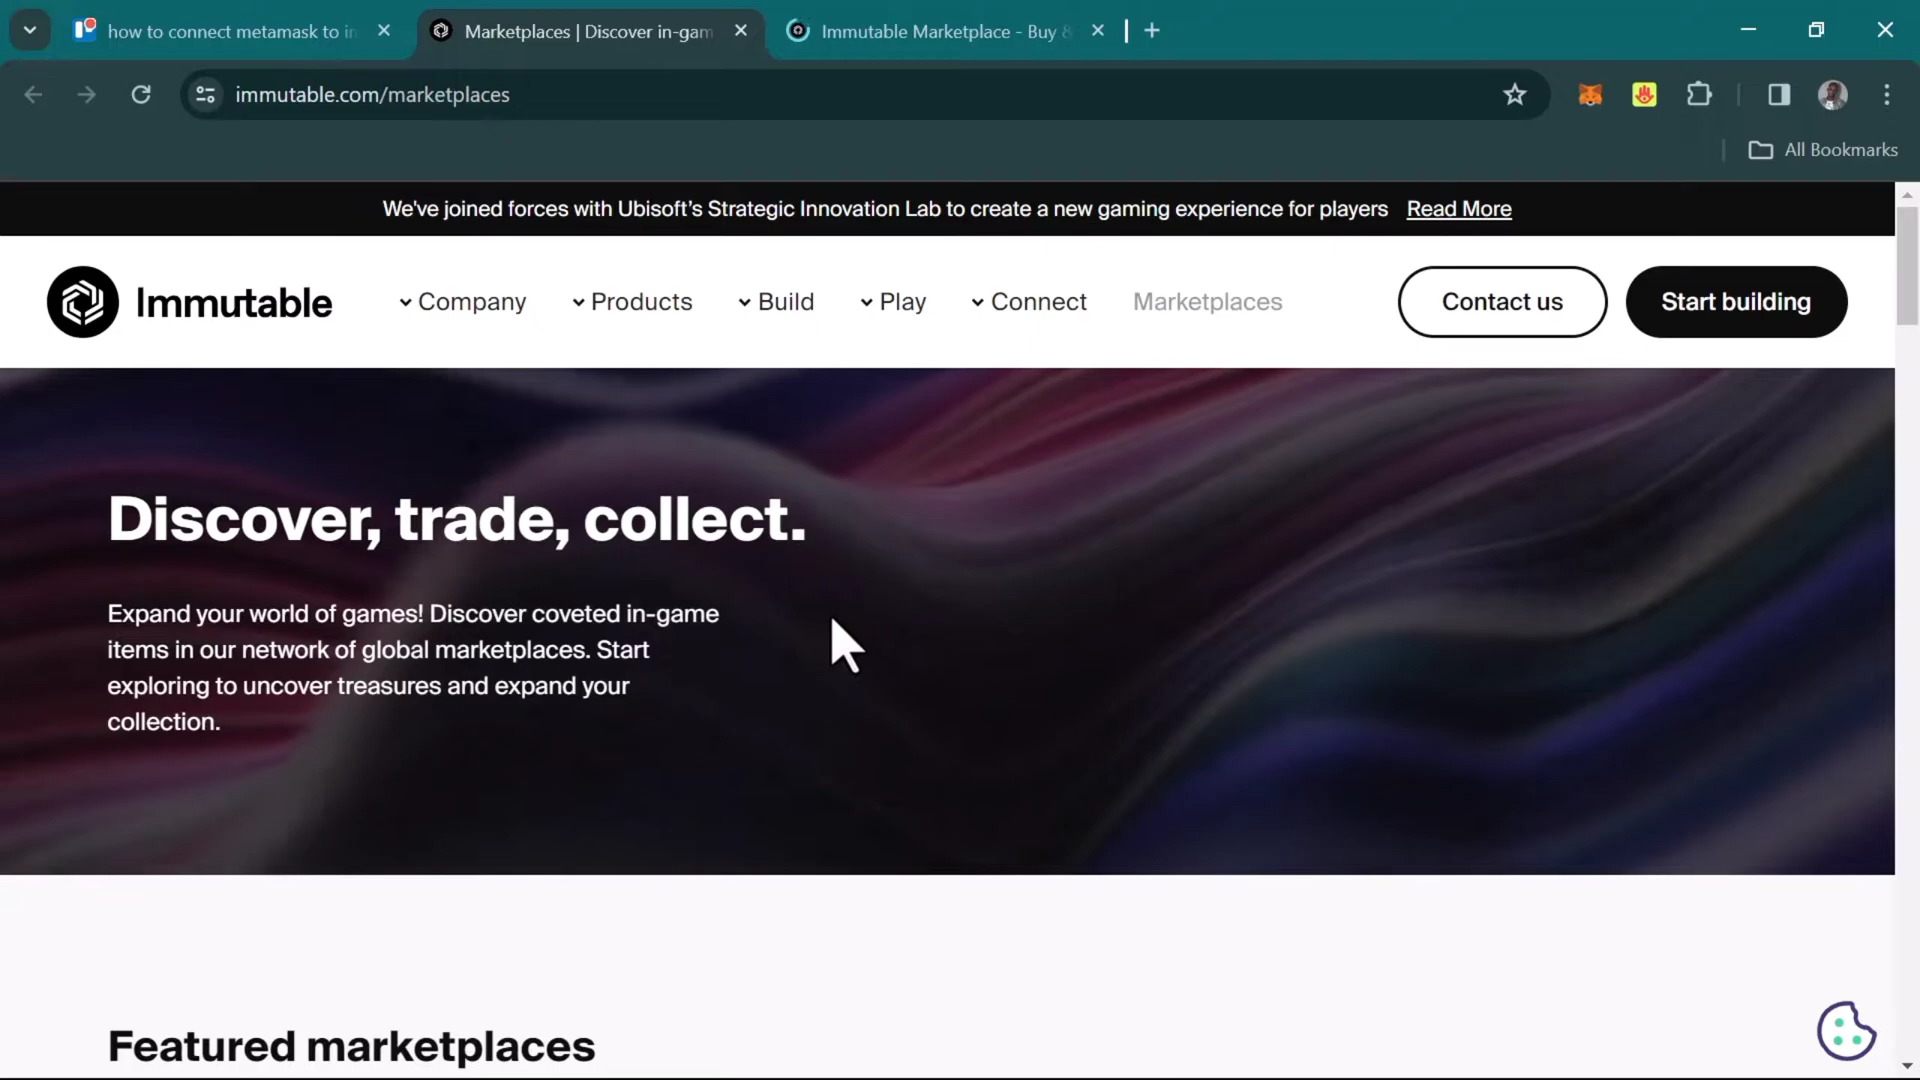 how to connect metamask to in
Marketplaces | Discover in-gam
Immutable Marketplace - Buy &
immutable.com/marketplaces
All Bookmarks
We've joined forces with Ubisoft’s Strategic Innovation Lab to create a new gaming experience for players Read More
Immutable
Company
Products
Build
Play
Connect
Marketplaces
Contact us
Start building
Discover, trade, collect.
Expand your world of games! Discover coveted in-game
items in our network of global marketplaces. Start
exploring to uncover treasures and expand your
collection.
Featured marketplaces